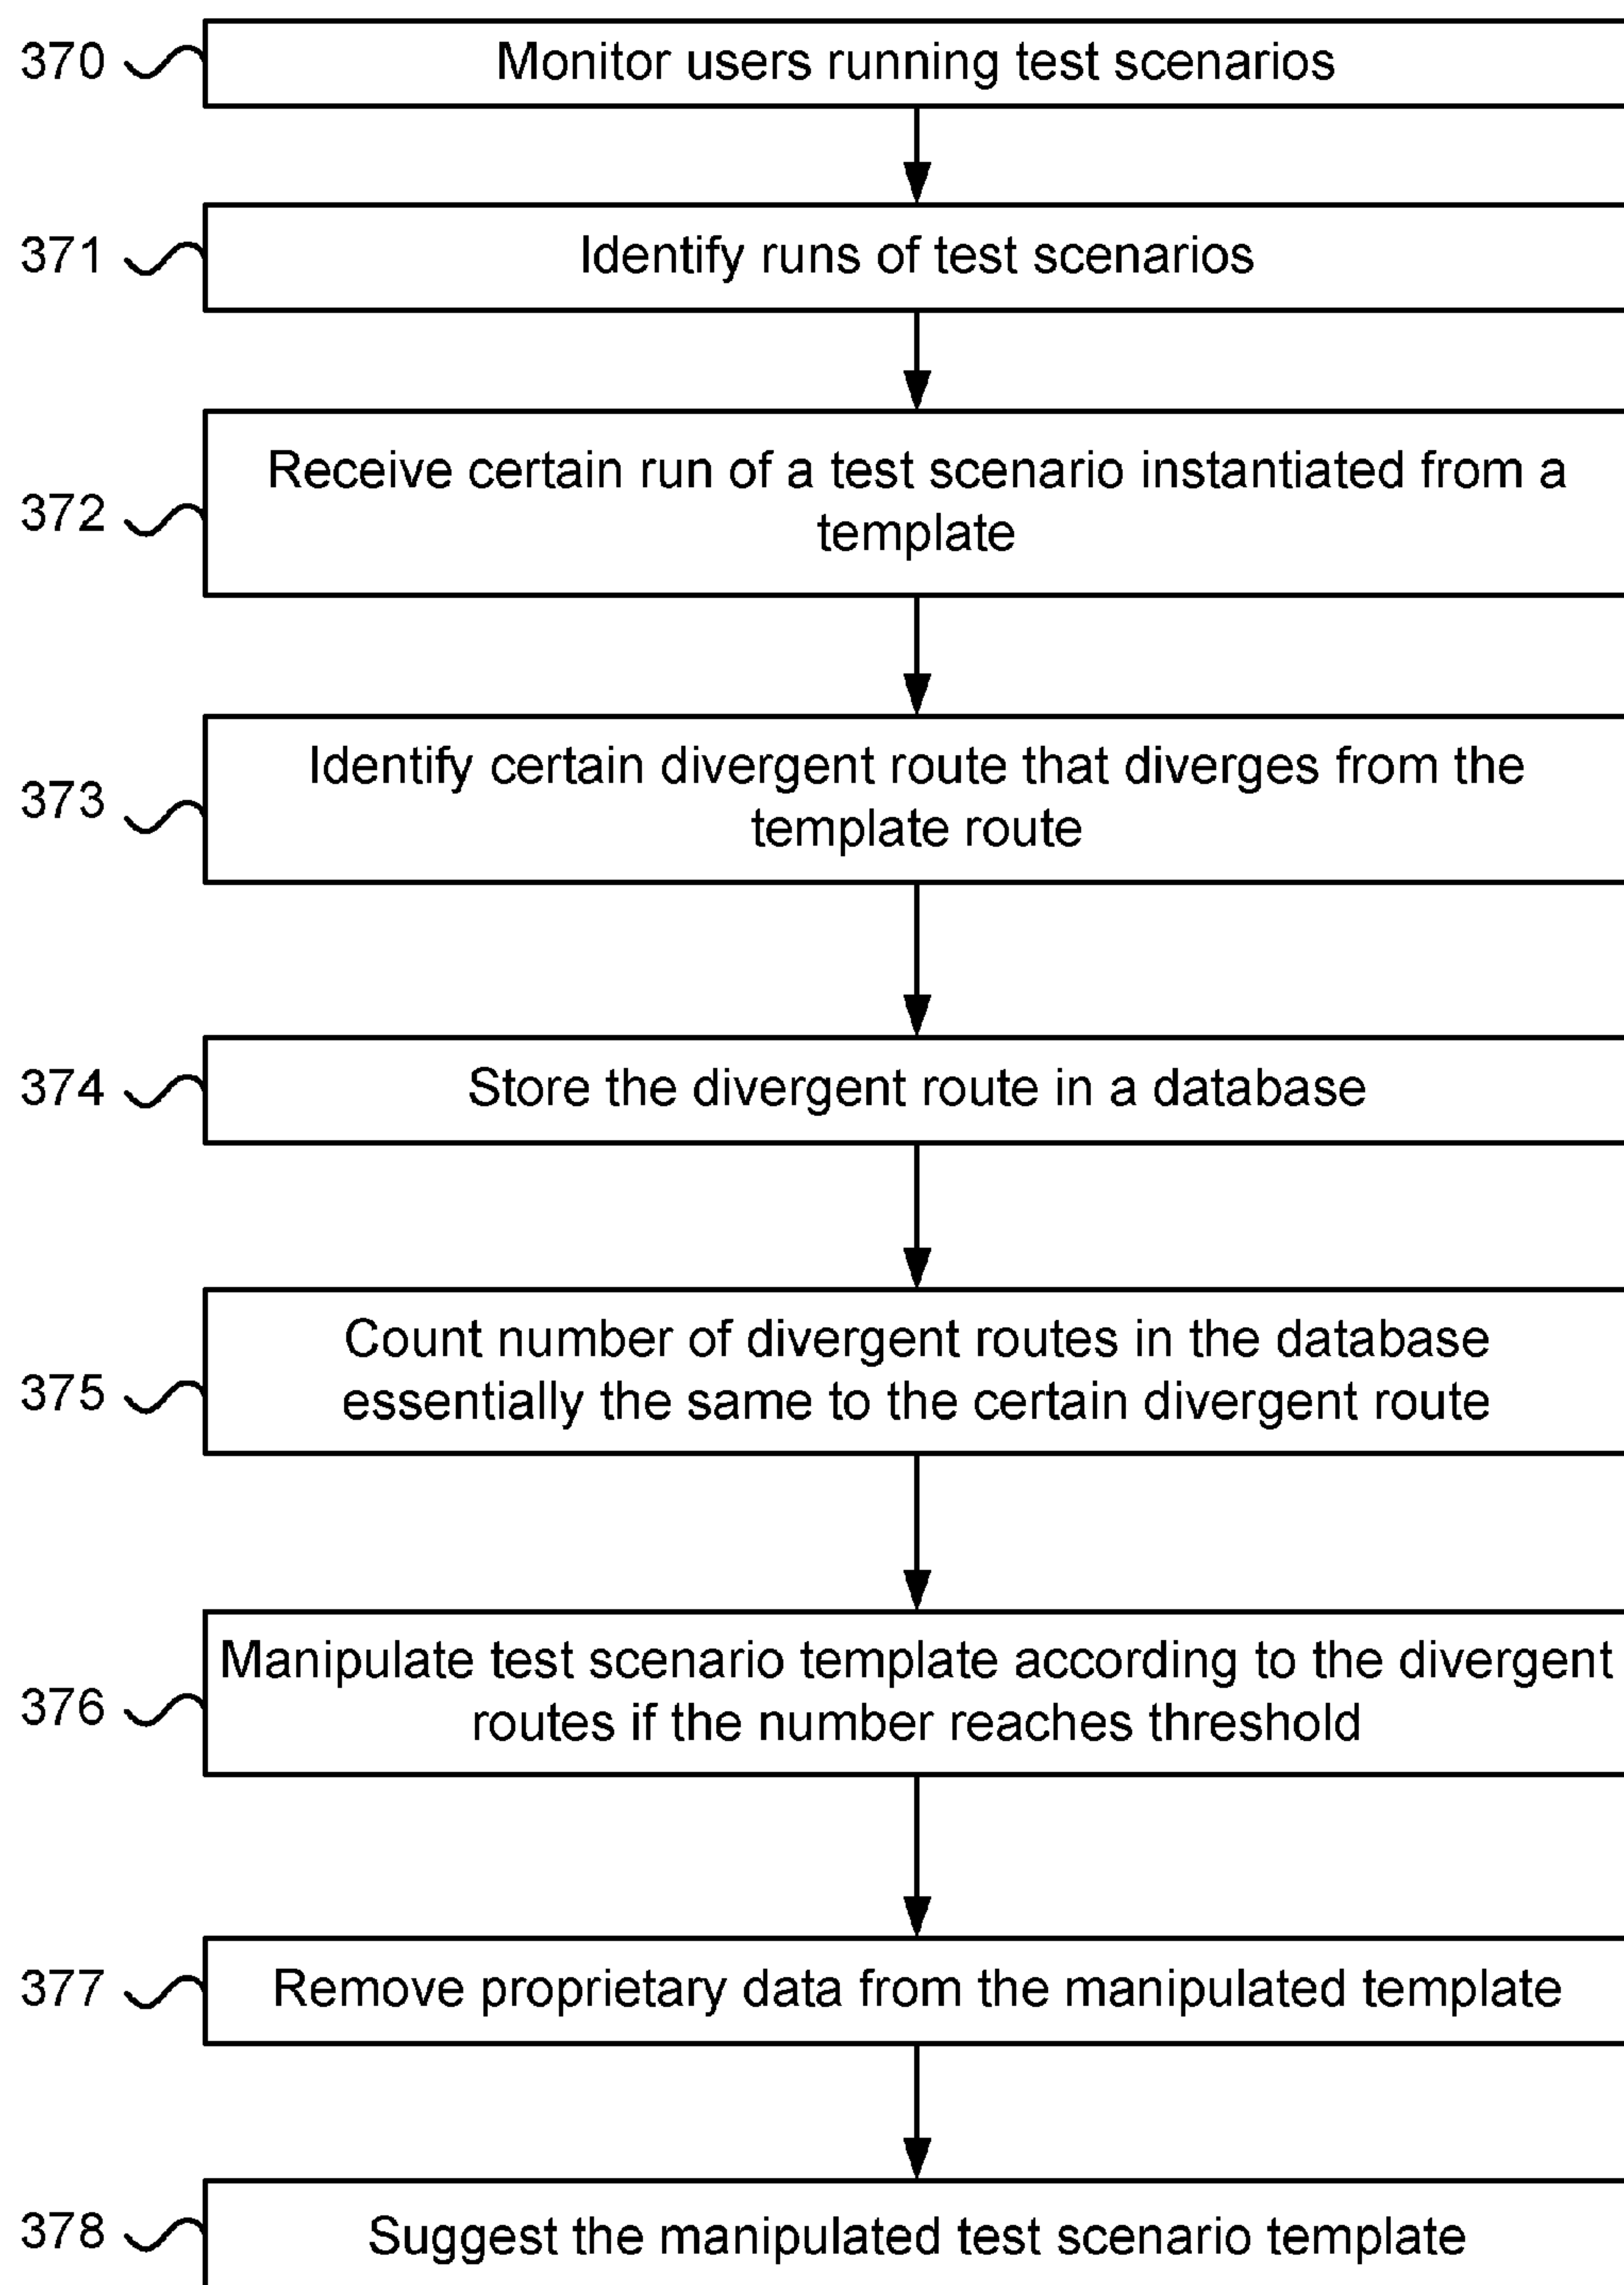 370 Monitor users running test scenarios
371 Identify runs of test scenarios
372 Receive certain run of a test scenario instantiated from a
template
373 Identify certain divergent route that diverges from the
template route
374 Store the divergent route in a database
375 Count number of divergent routes in the database
essentially the same to the certain divergent route
376 Manipulate test scenario template according to the divergent
routes if the number reaches threshold
377 Remove proprietary data from the manipulated template
378 Suggest the manipulated test scenario template